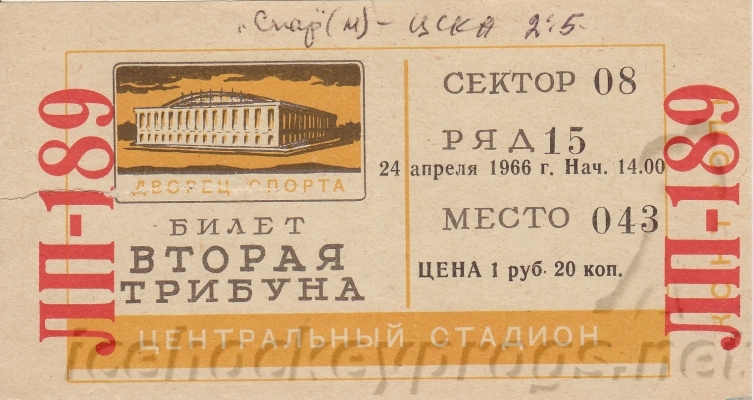 "Спар(м) - ЦСКА 2:5
ЛП-189
ДВОРЕЦ СПОРТА
БИЛЕТ
ВТОРАЯ
ТРИБУНА
СЕКТОР 08
РЯД 15
24 апреля 1966 г. Нач. 14.00
МЕСТО 043
ЦЕНА 1 руб. 20 коп.
ЦЕНТРАЛЬНЫЙ СТАДИОН
ЛП-189
КОНТРОЛЬ
icehockeyprogs.net